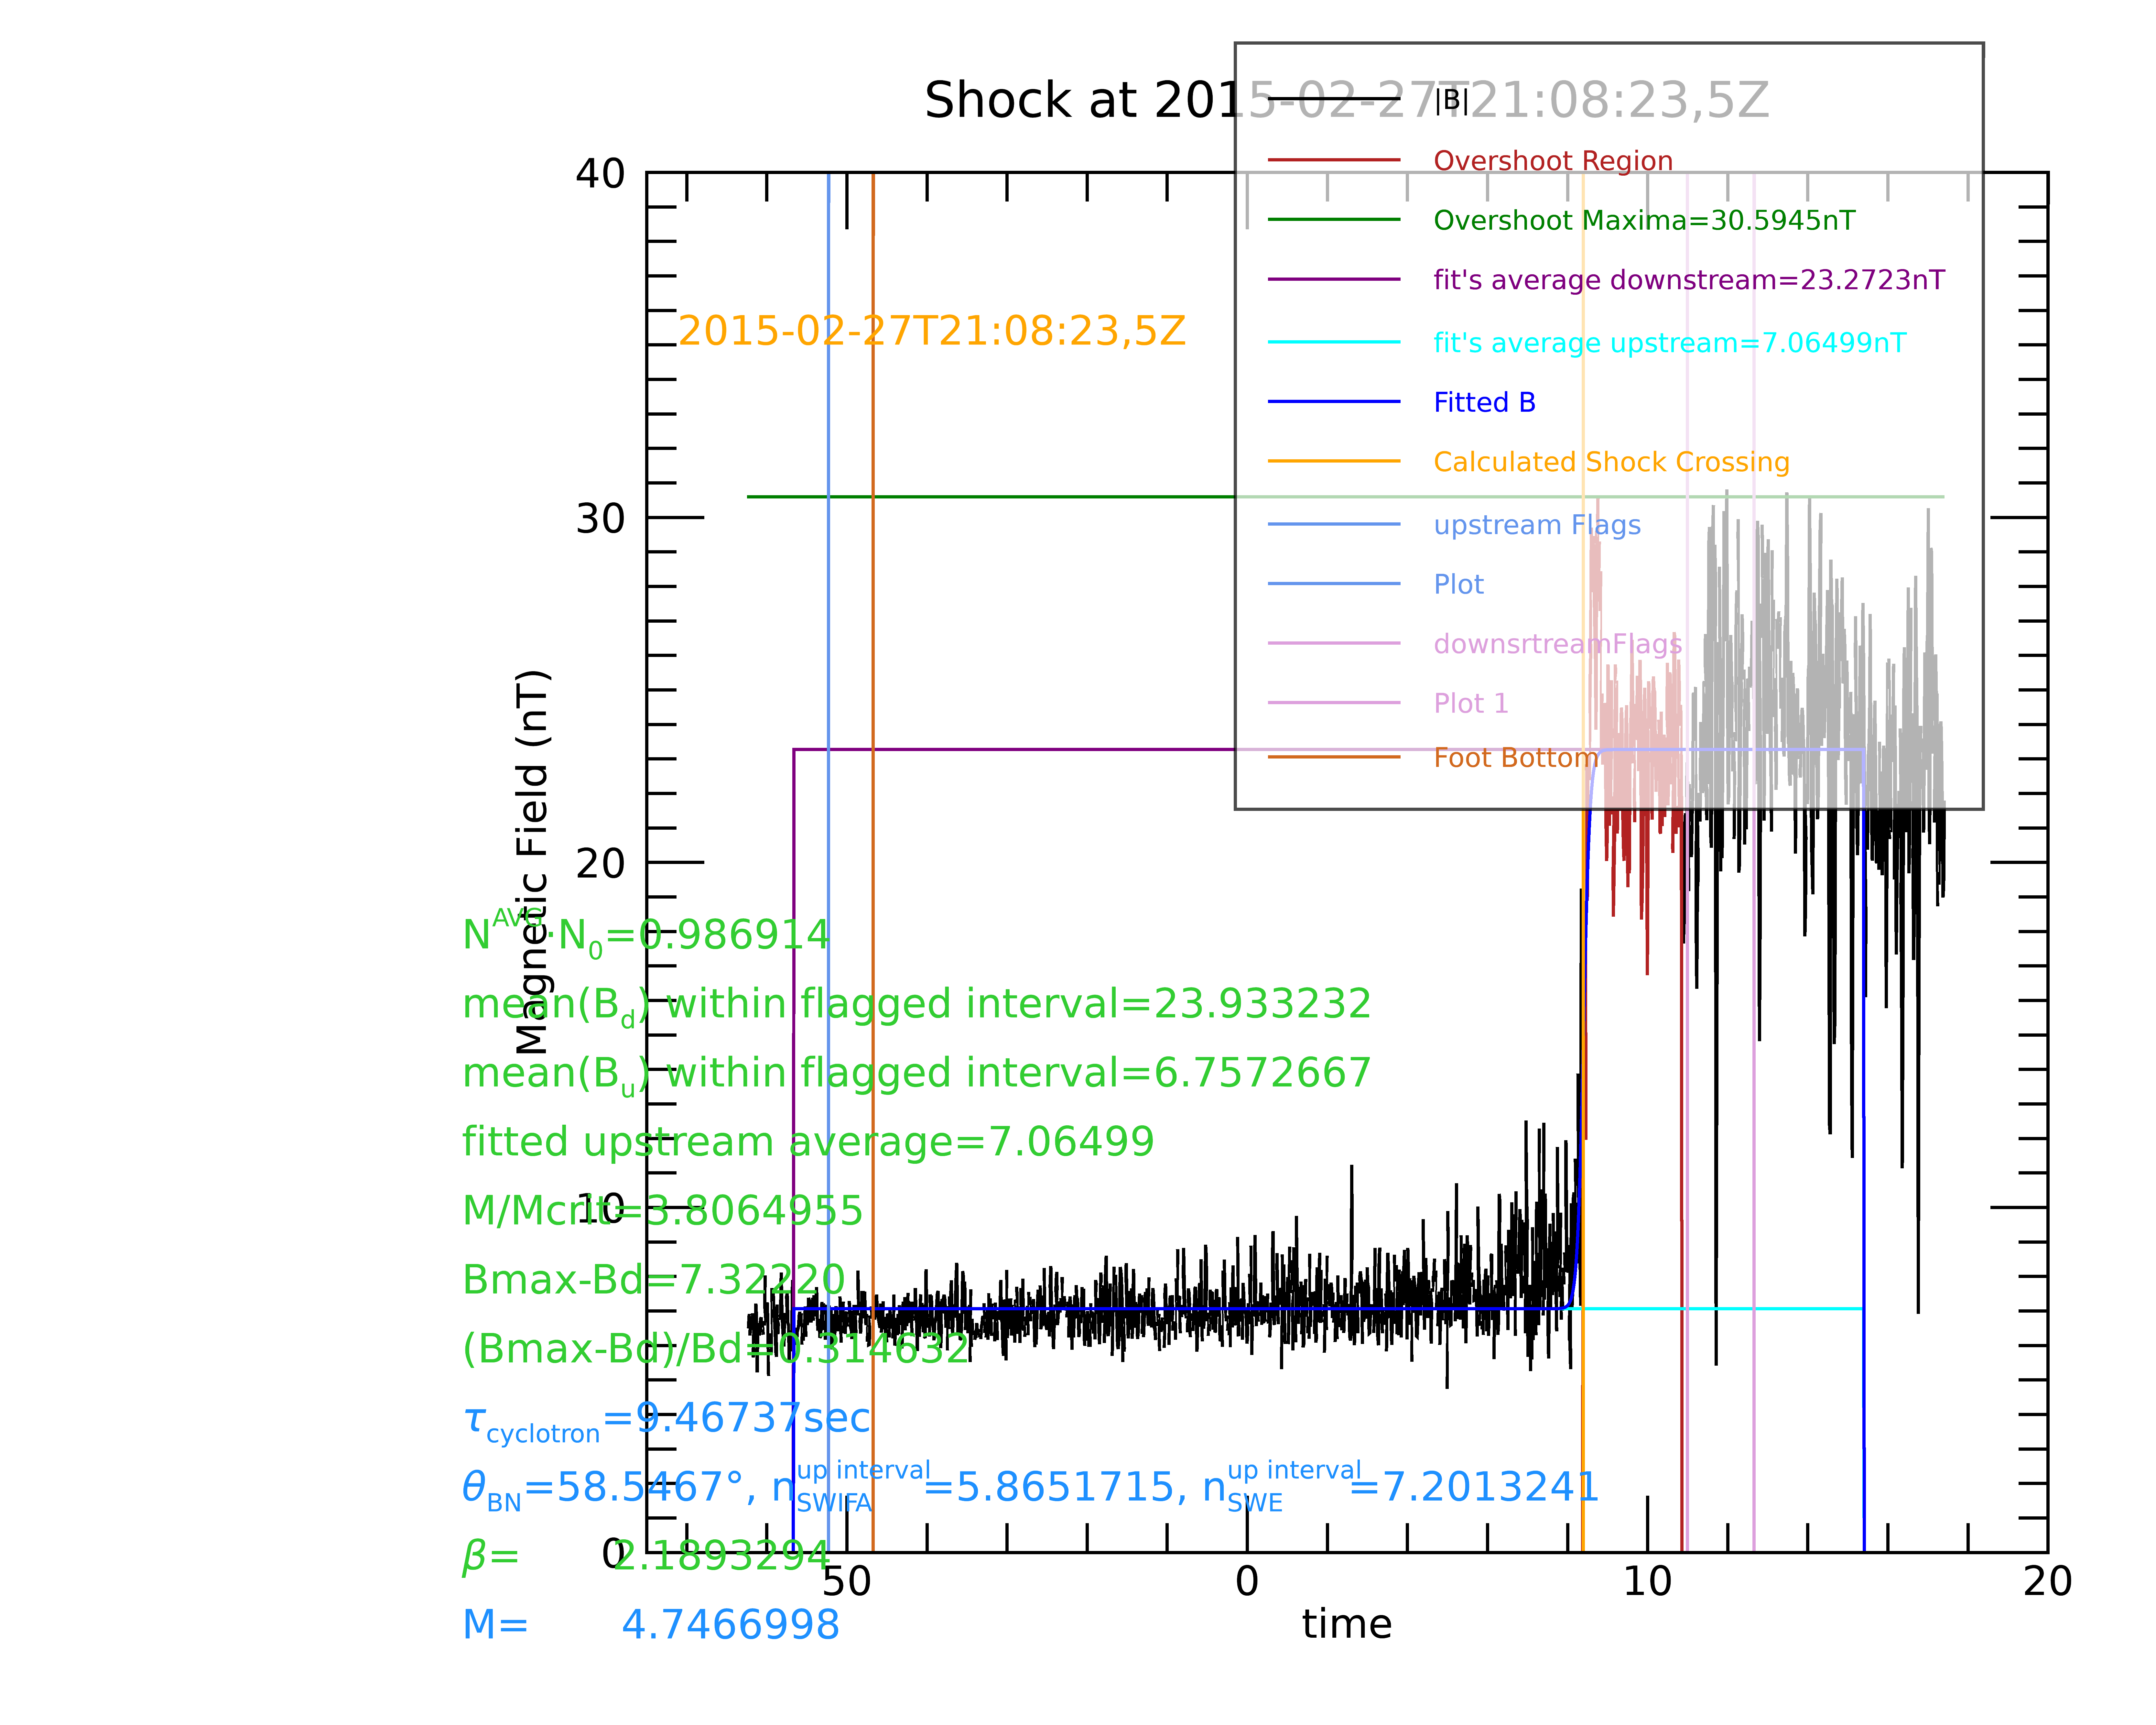 Shock at 2015-02-27T21:08:23,5Z
|B|
Overshoot Region
Overshoot Maxima=30.5945nT
fit's average downstream=23.2723nT
fit's average upstream=7.06499nT
Fitted B
Calculated Shock Crossing
upstream Flags
Plot
downsrtreamFlags
Plot 1
Foot Bottom
2015-02-27T21:08:23,5Z
40
30
20
10
0
Magnetic Field (nT)
N^AVG·N_0=0.986914
mean(B_d) within flagged interval=23.933232
mean(B_u) within flagged interval=6.7572667
fitted upstream average=7.06499
M/Mcrit=3.8064955
Bmax-Bd=7.32220
(Bmax-Bd)/Bd=0.314632
τ_cyclotron=9.46737sec
θ_BN=58.5467°, n_SWIFA^up interval=5.8651715, n_SWE^up interval=7.2013241
β= 2.1893294
M= 4.7466998
50 0 10 20
time